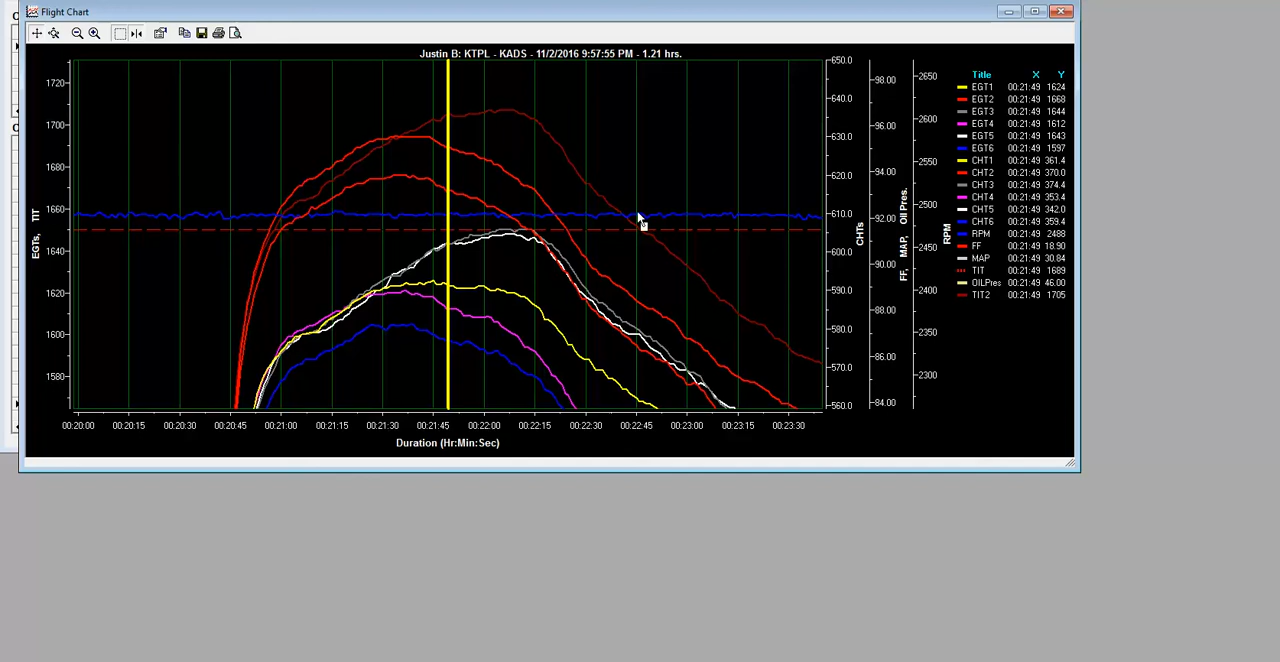 Flight Chart
Justin B: KTPL - KADS - 11/2/2016 9:57:55 PM - 1.21 hrs.
1720
1700
1680
1660
1640
1620
1600
1580
EGTs, TIT
650.0
640.0
630.0
620.0
610.0
600.0
590.0
580.0
570.0
560.0
CHTs
98.00
96.00
94.00
92.00
90.00
88.00
86.00
84.00
FF, MAP, Oil Pres.
2650
2600
2550
2500
2450
2400
2350
2300
RPM
Title X Y
EGT1 00:21:49 1624
EGT2 00:21:49 1668
EGT3 00:21:49 1644
EGT4 00:21:49 1612
EGT5 00:21:49 1643
EGT6 00:21:49 1597
CHT1 00:21:49 361.4
CHT2 00:21:49 370.0
CHT3 00:21:49 374.4
CHT4 00:21:49 353.4
CHT5 00:21:49 342.0
CHT6 00:21:49 359.4
RPM 00:21:49 2488
FF 00:21:49 18.90
MAP 00:21:49 30.84
TIT 00:21:49 1689
OILPres 00:21:49 46.00
TIT2 00:21:49 1705
00:20:00 00:20:15 00:20:30 00:20:45 00:21:00 00:21:15 00:21:30 00:21:45 00:22:00 00:22:15 00:22:30 00:22:45 00:23:00 00:23:15 00:23:30
Duration (Hr:Min:Sec)